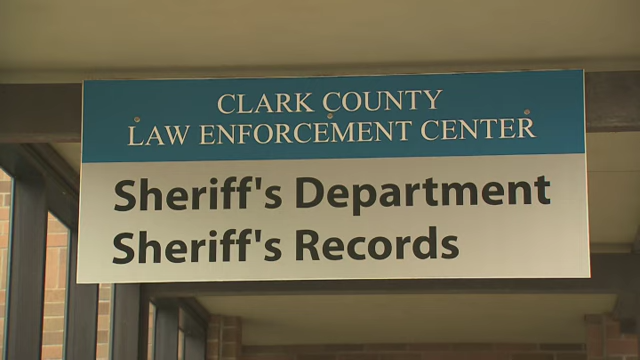 CLARK COUNTY
LAW ENFORCEMENT CENTER
Sheriff's Department
Sheriff's Records